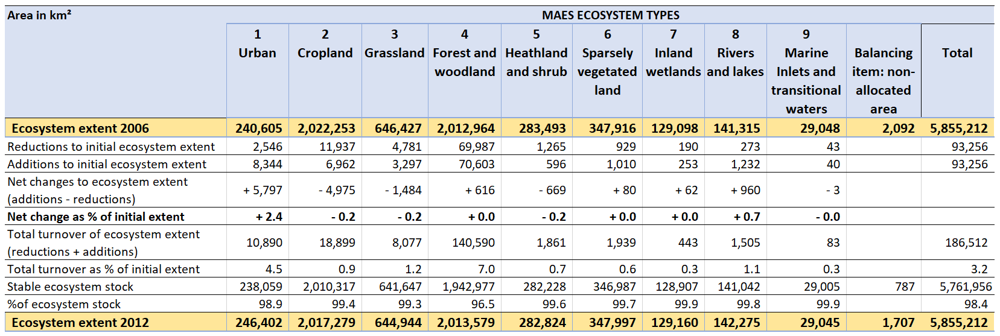 Area in km² MAES ECOSYSTEM TYPES
1 2 3 4 5 6 7 8 9
Urban Cropland Grassland Forest and Heathland Sparsely Inland Rivers Marine Balancing Total
woodland and shrub vegetated wetlands and lakes Inlets and item: non-
land transitional allocated
waters area
Ecosystem extent 2006 240,605 2,022,253 646,427 2,012,964 283,493 347,916 129,098 141,315 29,048 2,092 5,855,212
Reductions to initial ecosystem extent 2,546 11,937 4,781 69,987 1,265 929 190 273 43 93,256
Additions to initial ecosystem extent 8,344 6,962 3,297 70,603 596 1,010 253 1,232 40 93,256
Net changes to ecosystem extent
(additions - reductions) + 5,797 - 4,975 - 1,484 + 616 - 669 + 80 + 62 + 960 - 3
Net change as % of initial extent + 2.4 - 0.2 - 0.2 + 0.0 - 0.2 + 0.0 + 0.0 + 0.7 - 0.0
Total turnover of ecosystem extent
(reductions + additions) 10,890 18,899 8,077 140,590 1,861 1,939 443 1,505 83 186,512
Total turnover as % of initial extent 4.5 0.9 1.2 7.0 0.7 0.6 0.3 1.1 0.3 3.2
Stable ecosystem stock 238,059 2,010,317 641,647 1,942,977 282,228 346,987 128,907 141,042 29,005 787 5,761,956
%of ecosystem stock 98.9 99.4 99.3 96.5 99.6 99.7 99.9 99.8 99.9 98.4
Ecosystem extent 2012 246,402 2,017,279 644,944 2,013,579 282,824 347,997 129,160 142,275 29,045 1,707 5,855,212